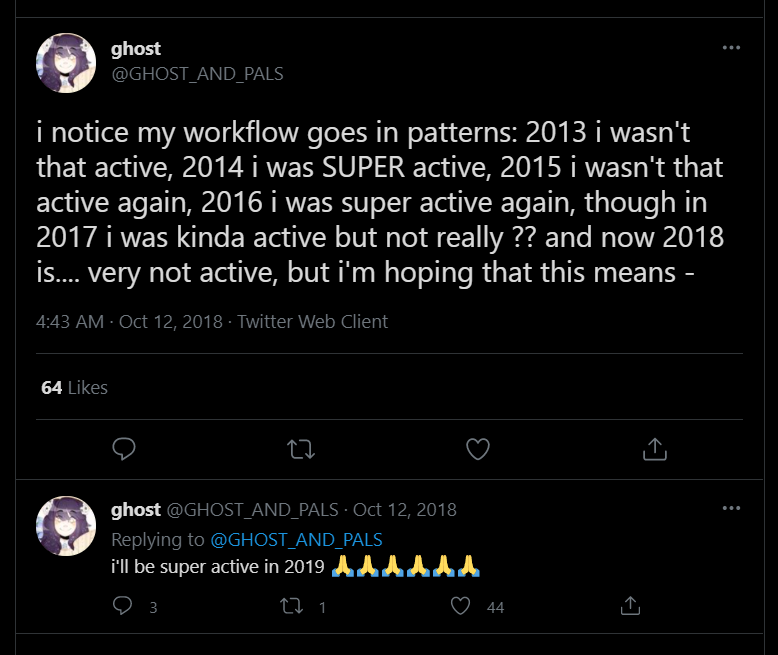 ghost
@GHOST_AND_PALS
i notice my workflow goes in patterns: 2013 i wasn't
that active, 2014 i was SUPER active, 2015 i wasn't that
active again, 2016 i was super active again, though in
2017 i was kinda active but not really ?? and now 2018
is.... very not active, but i'm hoping that this means -
4:43 AM · Oct 12, 2018 · Twitter Web Client
64 Likes
ghost @GHOST_AND_PALS · Oct 12, 2018
Replying to @GHOST_AND_PALS
i'll be super active in 2019 🙏🙏🙏🙏🙏🙏
3 1 44